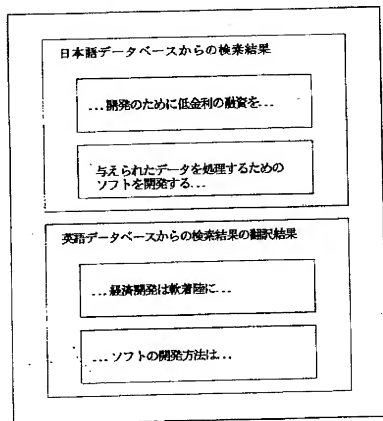 日本語データベースからの検索結果
...開発のために低金利の融資を...
与えられたデータを処理するための
ソフトを開発する...
英語データベースからの検索結果の翻訳結果
...経済開発は軟着陸に...
...ソフトの開発方法は...